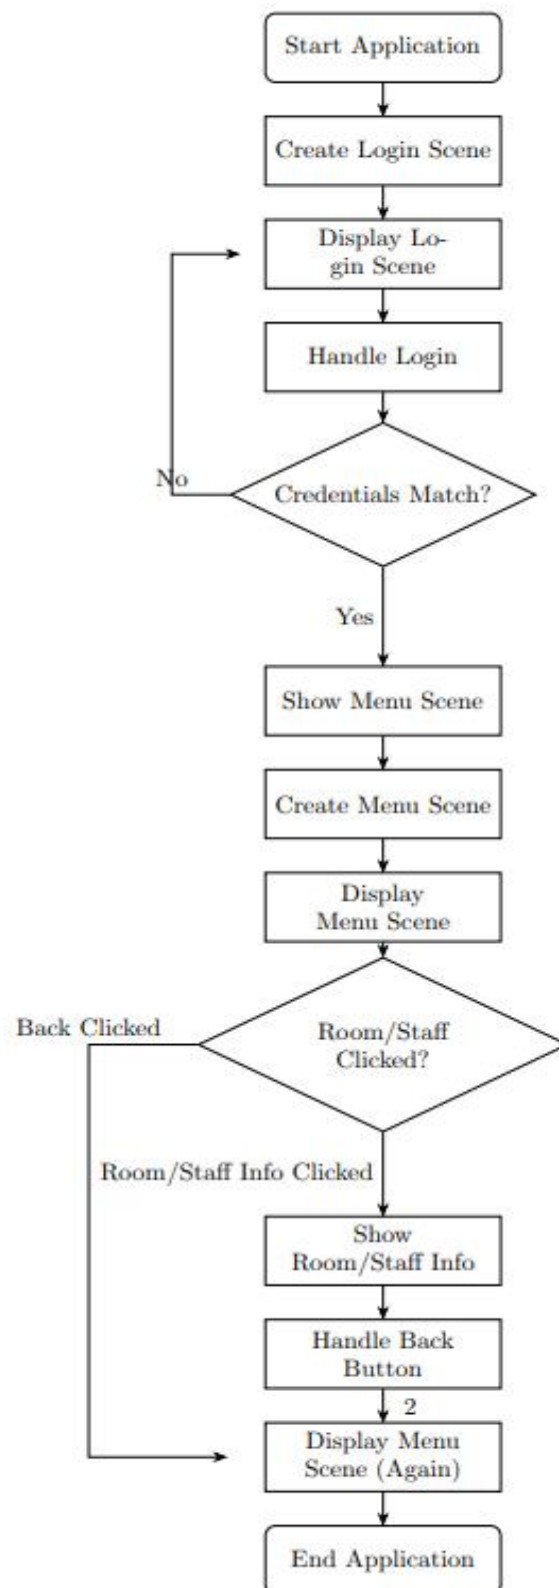 Start Application
Create Login Scene
Display Lo-
gin Scene
Handle Login
No
Credentials Match?
Yes
Show Menu Scene
Create Menu Scene
Display
Menu Scene
Back Clicked
Room/Staff
Clicked?
Room/Staff Info Clicked
Show
Room/Staff Info
Handle Back
Button
2
Display Menu
Scene (Again)
End Application